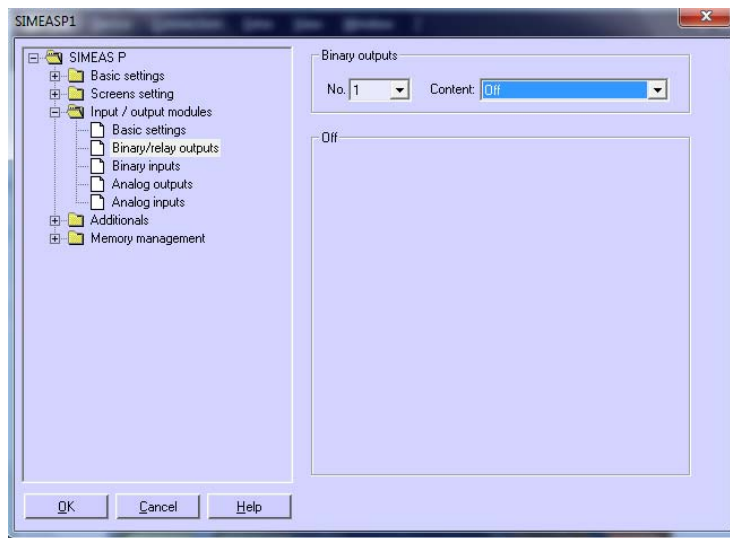 SIMEASP1
SIMEAS P
Basic settings
Screens setting
Input / output modules
Basic settings
Binary/relay outputs
Binary inputs
Analog outputs
Analog inputs
Additionals
Memory management
OK
Cancel
Help
Binary outputs
No. 1 Content: Off
Off